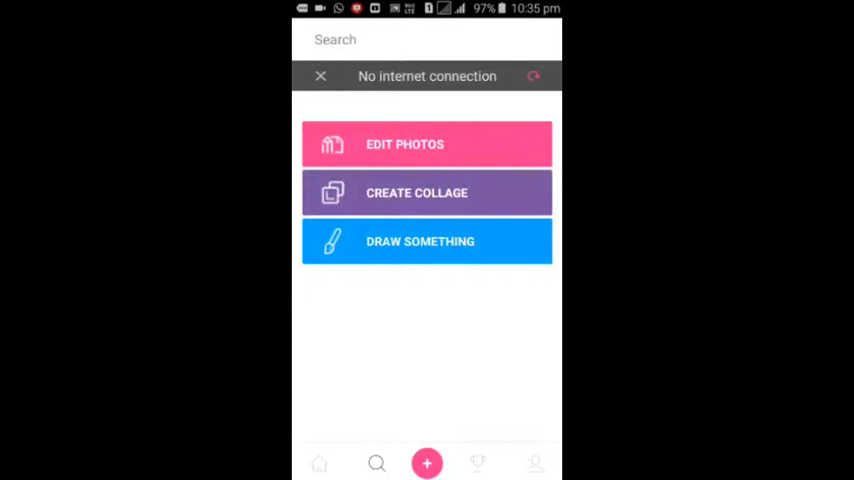 97% 10:35 pm
Search
No internet connection
EDIT PHOTOS
CREATE COLLAGE
DRAW SOMETHING